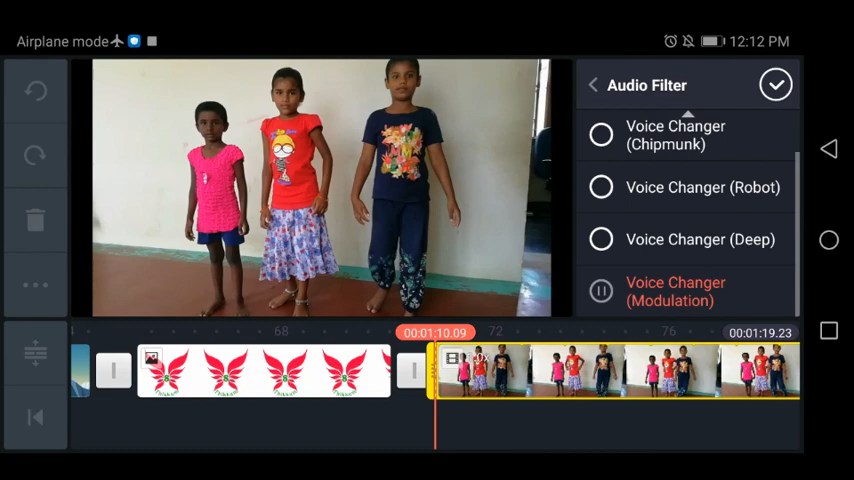 Airplane mode
12:12 PM
Audio Filter
Voice Changer
(Chipmunk)
Voice Changer (Robot)
Voice Changer (Deep)
Voice Changer
(Modulation)
68
00:01:10.09
72
76
00:01:19.23